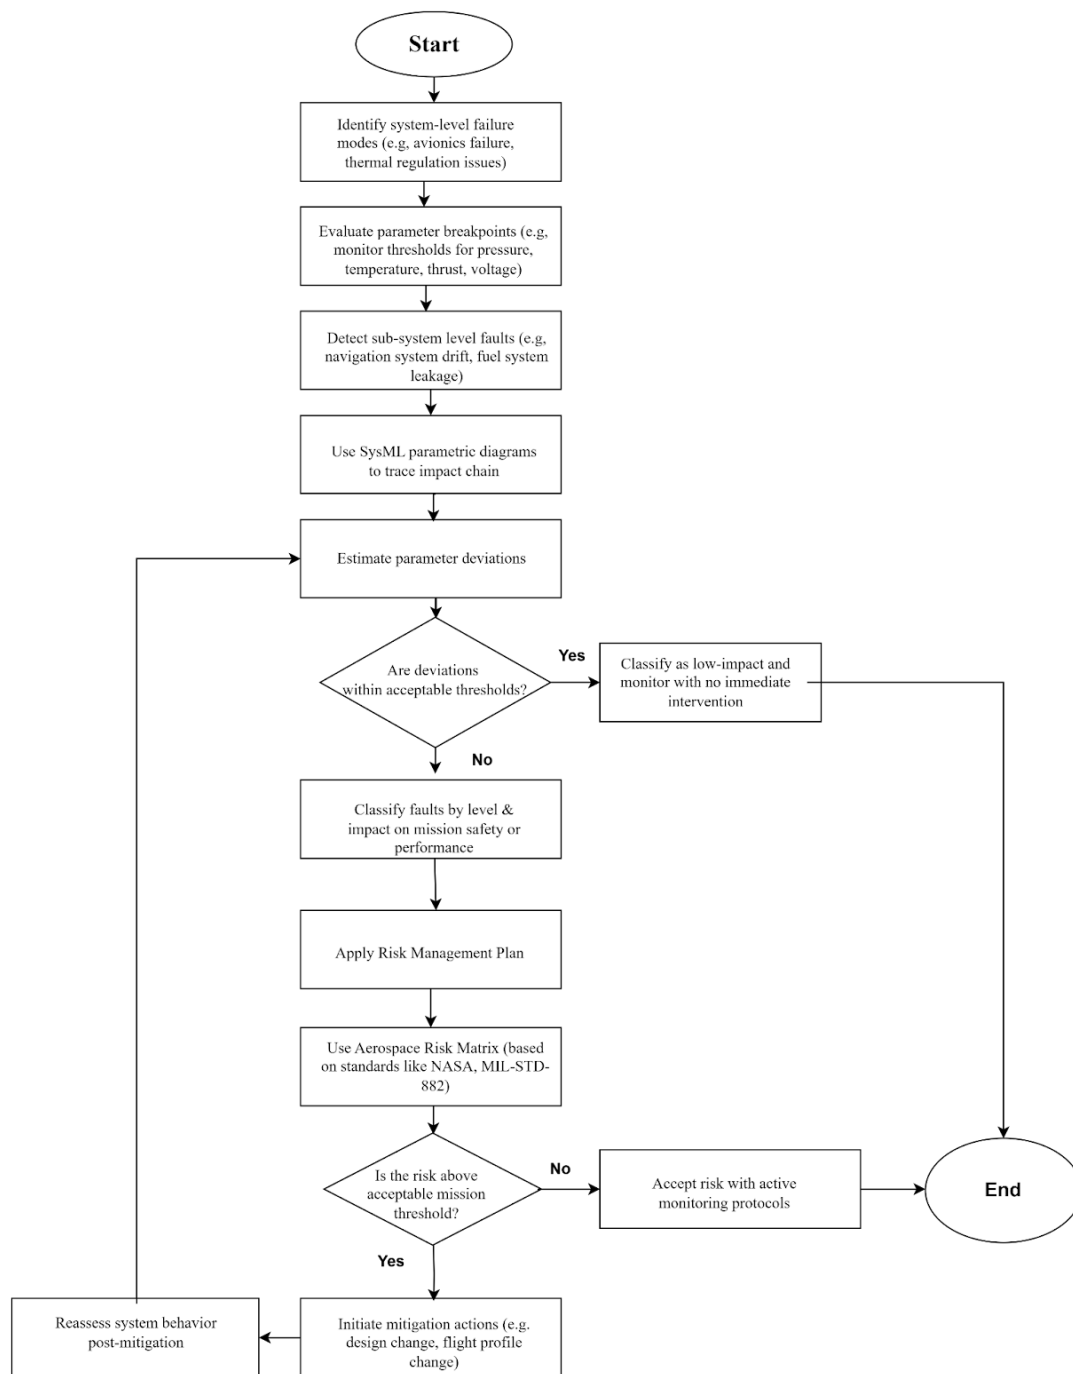 Start
Identify system-level failure
modes (e.g, avionics failure,
thermal regulation issues)
Evaluate parameter breakpoints (e.g,
monitor thresholds for pressure,
temperature, thrust, voltage)
Detect sub-system level faults (e.g,
navigation system drift, fuel system
leakage)
Use SysML parametric diagrams
to trace impact chain
Estimate parameter deviations
Are deviations
within acceptable thresholds?
Yes
Classify as low-impact and
monitor with no immediate
intervention
No
Classify faults by level &
impact on mission safety or
performance
Apply Risk Management Plan
Use Aerospace Risk Matrix (based
on standards like NASA, MIL-STD-
882)
Is the risk above
acceptable mission
threshold?
No
Accept risk with active
monitoring protocols
End
Yes
Initiate mitigation actions (e.g.
design change, flight profile
change)
Reassess system behavior
post-mitigation